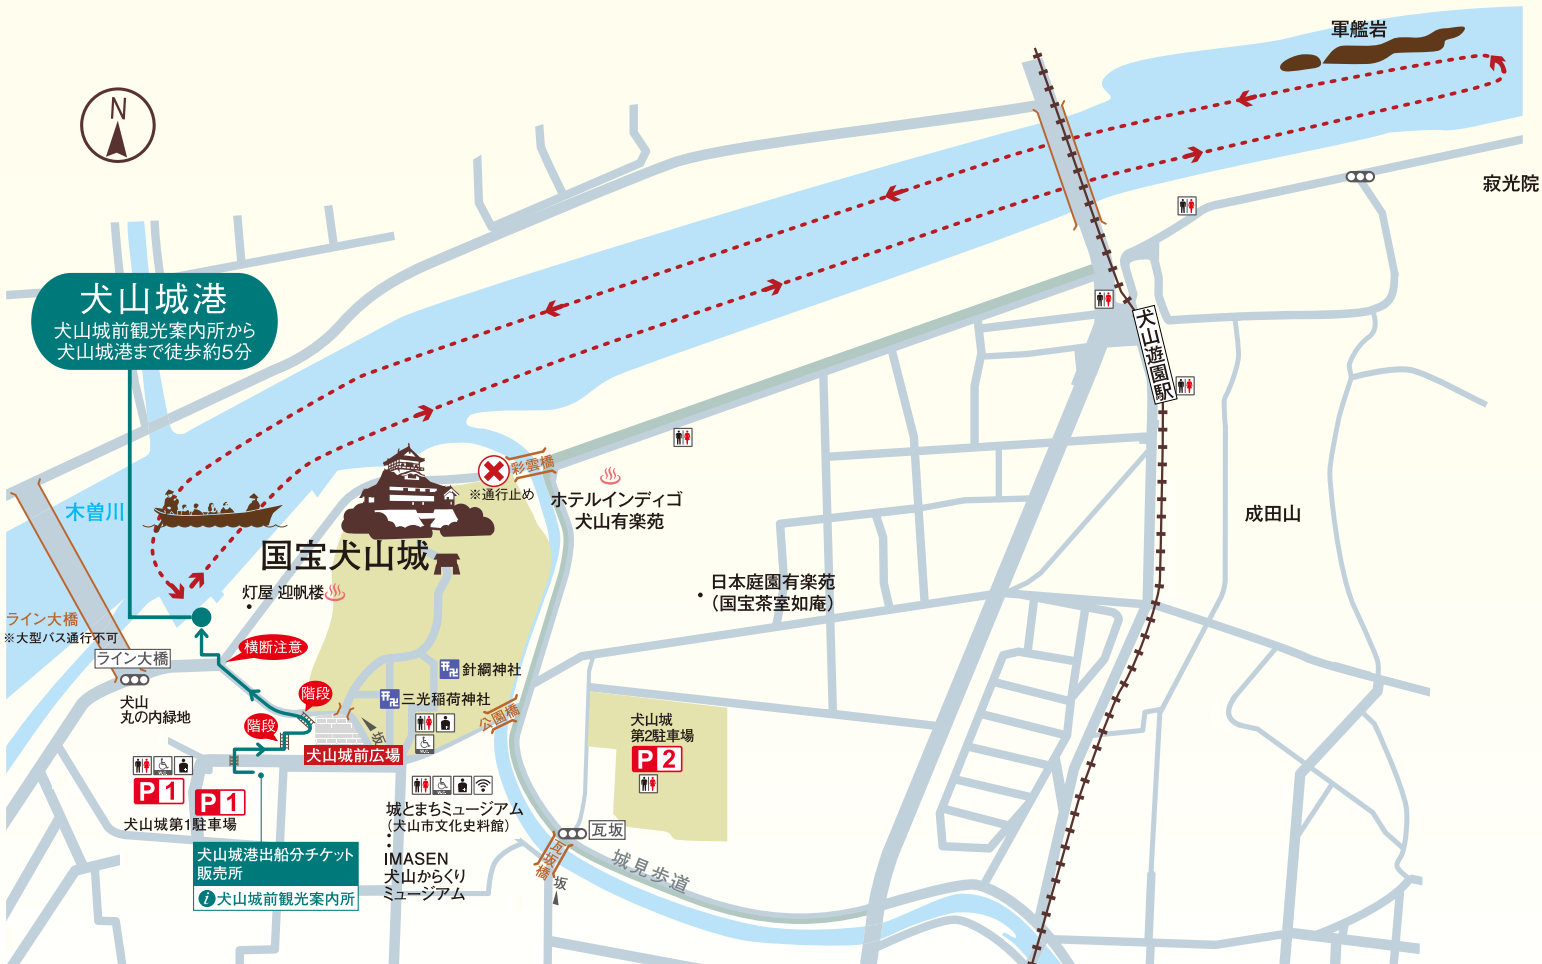 軍艦岩
N
寂光院
犬山城港
犬山城前観光案内所から
犬山城港まで徒歩約5分
犬山遊園駅
彩雲橋
※通行止め
ホテルインディゴ
犬山有楽苑
木曽川
成田山
国宝犬山城
灯屋 迎帆楼
日本庭園有楽苑
(国宝茶室如庵)
ライン大橋
※大型バス通行不可
ライン大橋
横断注意
針綱神社
三光稲荷神社
階段
犬山
丸の内緑地
公園橋
階段
坂
犬山城
第2駐車場
P 2
犬山城前広場
P 1
P 1
犬山城第1駐車場
城とまちミュージアム
(犬山市文化史料館)
瓦坂
瓦坂橋
坂
城見歩道
犬山城港出船分チケット
販売所
i 犬山城前観光案内所
IMASEN
犬山からくり
ミュージアム